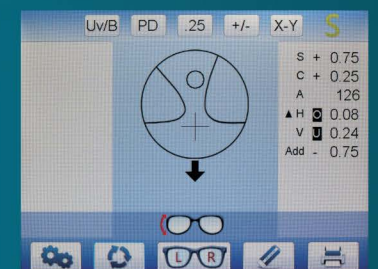 Uv/B PD .25 +/- X-Y S
S + 0.75
C + 0.25
A 126
▲ H O 0.08
V U 0.24
Add - 0.75
L R